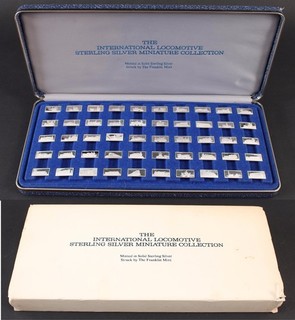 THE
INTERNATIONAL LOCOMOTIVE
STERLING SILVER MINIATURE COLLECTION
Minted in Solid Sterling Silver
Struck by The Franklin Mint
THE
INTERNATIONAL LOCOMOTIVE
STERLING SILVER MINIATURE COLLECTION
Minted in Solid Sterling Silver
Struck by The Franklin Mint